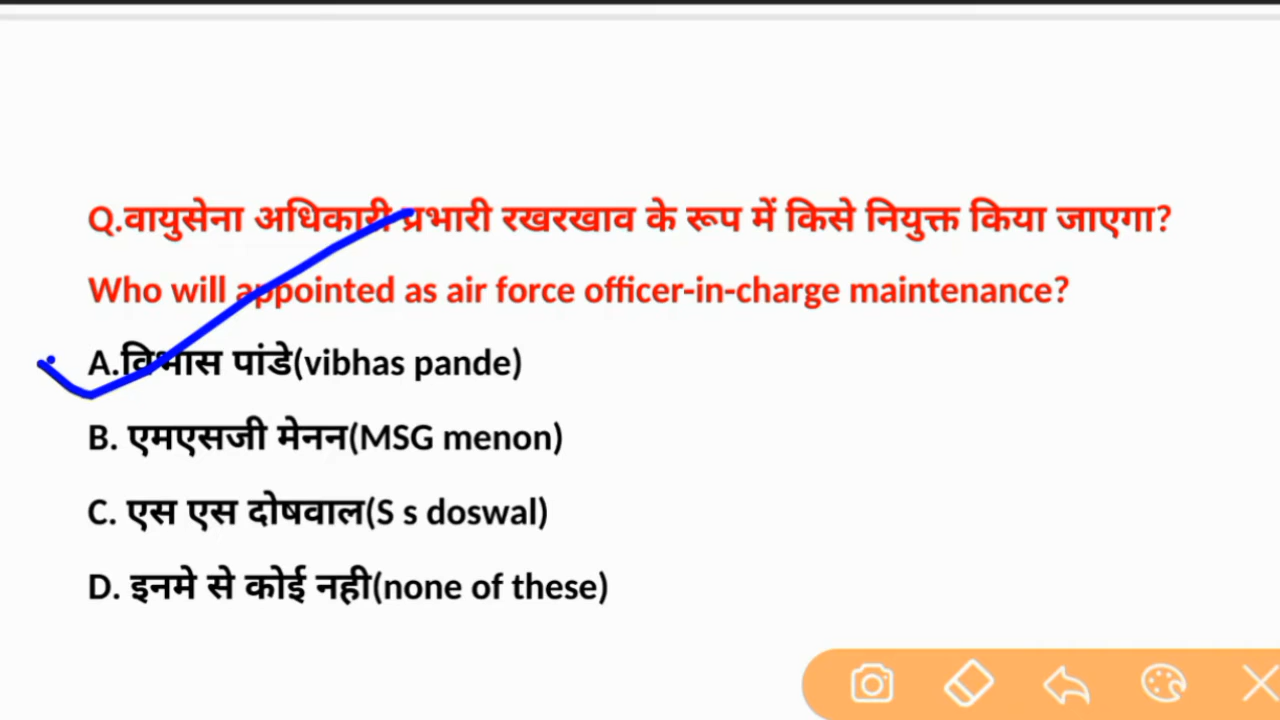 Q.वायुसेना अधिकारी प्रभारी रखरखाव के रूप में किसे नियुक्त किया जाएगा?
Who will appointed as air force officer-in-charge maintenance?
A.विभास पांडे(vibhas pande)
B. एमएसजी मेनन(MSG menon)
C. एस एस दोषवाल(S s doswal)
D. इनमे से कोई नही(none of these)